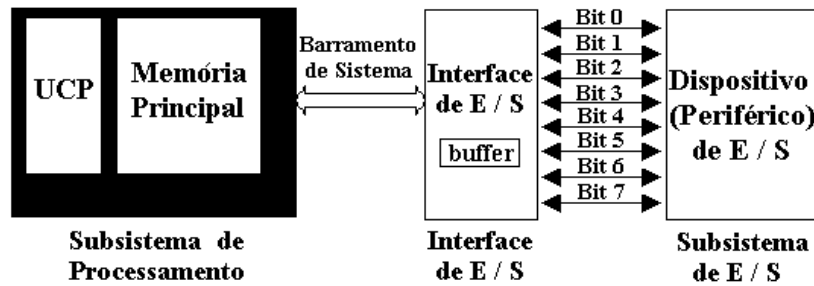 UCP
Memória
Principal
Barramento
de Sistema
Interface
de E / S
buffer
Bit 0
Bit 1
Bit 2
Bit 3
Bit 4
Bit 5
Bit 6
Bit 7
Dispositivo
(Periférico)
de E / S
Subsistema de
Processamento
Interface
de E / S
Subsistema
de E / S